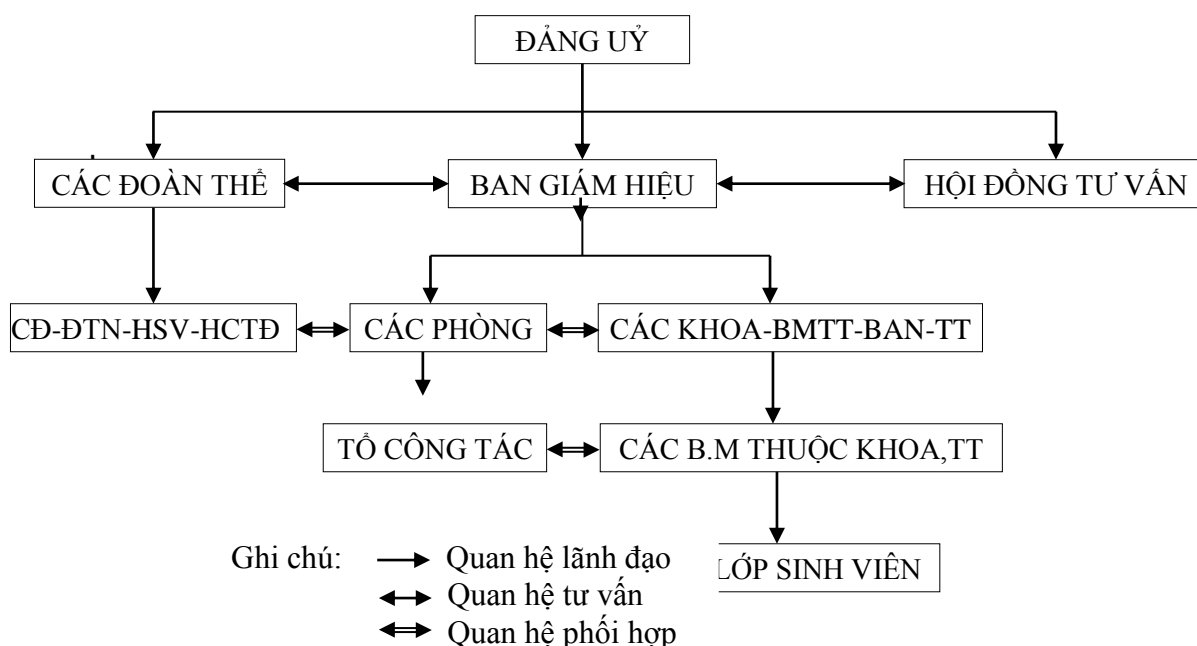 ĐẢNG UỶ
CÁC ĐOÀN THỂ
BAN GIÁM HIỆU
HỘI ĐỒNG TƯ VẤN
CĐ-ĐTN-HSV-HCTĐ
CÁC PHÒNG
CÁC KHOA-BMTT-BAN-TT
TỔ CÔNG TÁC
CÁC B.M THUỘC KHOA,TT
LỚP SINH VIÊN
Ghi chú:
Quan hệ lãnh đạo
Quan hệ tư vấn
Quan hệ phối hợp